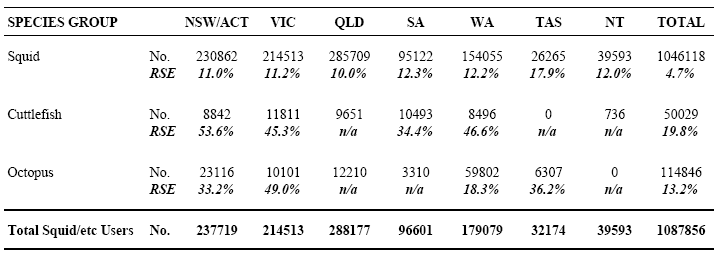 SPECIES GROUP NSW/ACT VIC QLD SA WA TAS NT TOTAL
Squid No. 230862 214513 285709 95122 154055 26265 39593 1046118
RSE 11.0% 11.2% 10.0% 12.3% 12.2% 17.9% 12.0% 4.7%
Cuttlefish No. 8842 11811 9651 10493 8496 0 736 50029
RSE 53.6% 45.3% n/a 34.4% 46.6% n/a n/a 19.8%
Octopus No. 23116 10101 12210 3310 59802 6307 0 114846
RSE 33.2% 49.0% n/a n/a 18.3% 36.2% n/a 13.2%
Total Squid/etc Users No. 237719 214513 288177 96601 179079 32174 39593 1087856